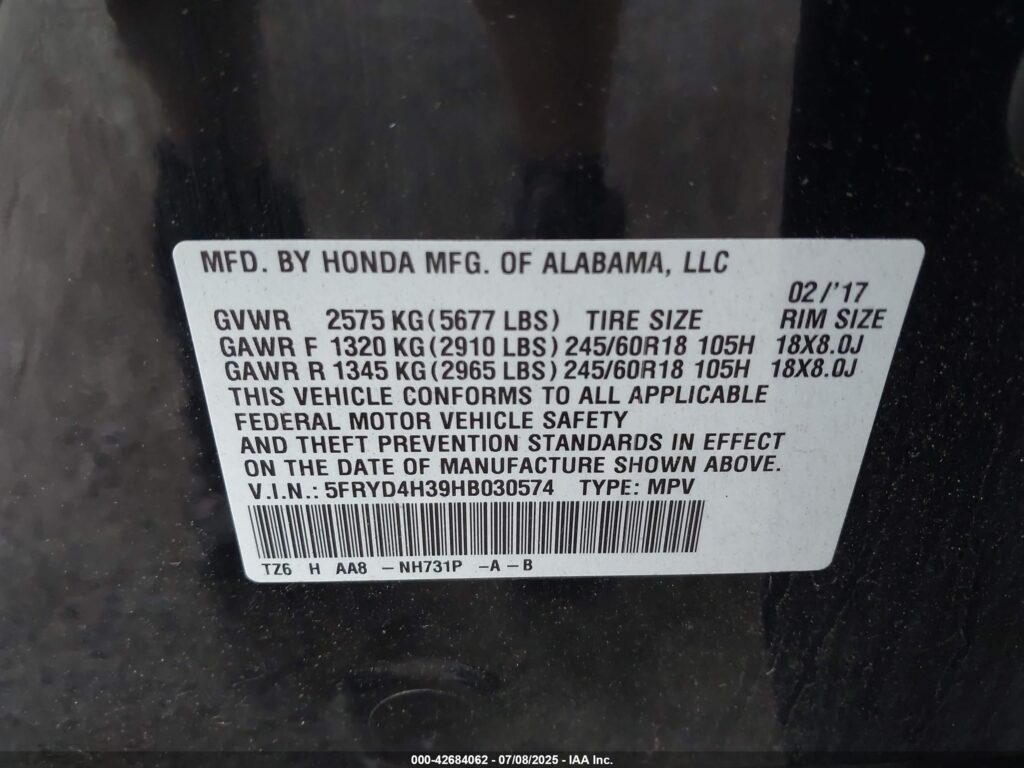 MFD. BY HONDA MFG. OF ALABAMA, LLC
02/'17
GVWR 2575 KG (5677 LBS) TIRE SIZE RIM SIZE
GAWR F 1320 KG (2910 LBS) 245/60R18 105H 18X8.0J
GAWR R 1345 KG (2965 LBS) 245/60R18 105H 18X8.0J
THIS VEHICLE CONFORMS TO ALL APPLICABLE
FEDERAL MOTOR VEHICLE SAFETY
AND THEFT PREVENTION STANDARDS IN EFFECT
ON THE DATE OF MANUFACTURE SHOWN ABOVE.
V.I.N.: 5FRYD4H39HB030574 TYPE: MPV
TZ6 H AA8 -NH731P -A -B
000-42684062 - 07/08/2025 - IAA Inc.